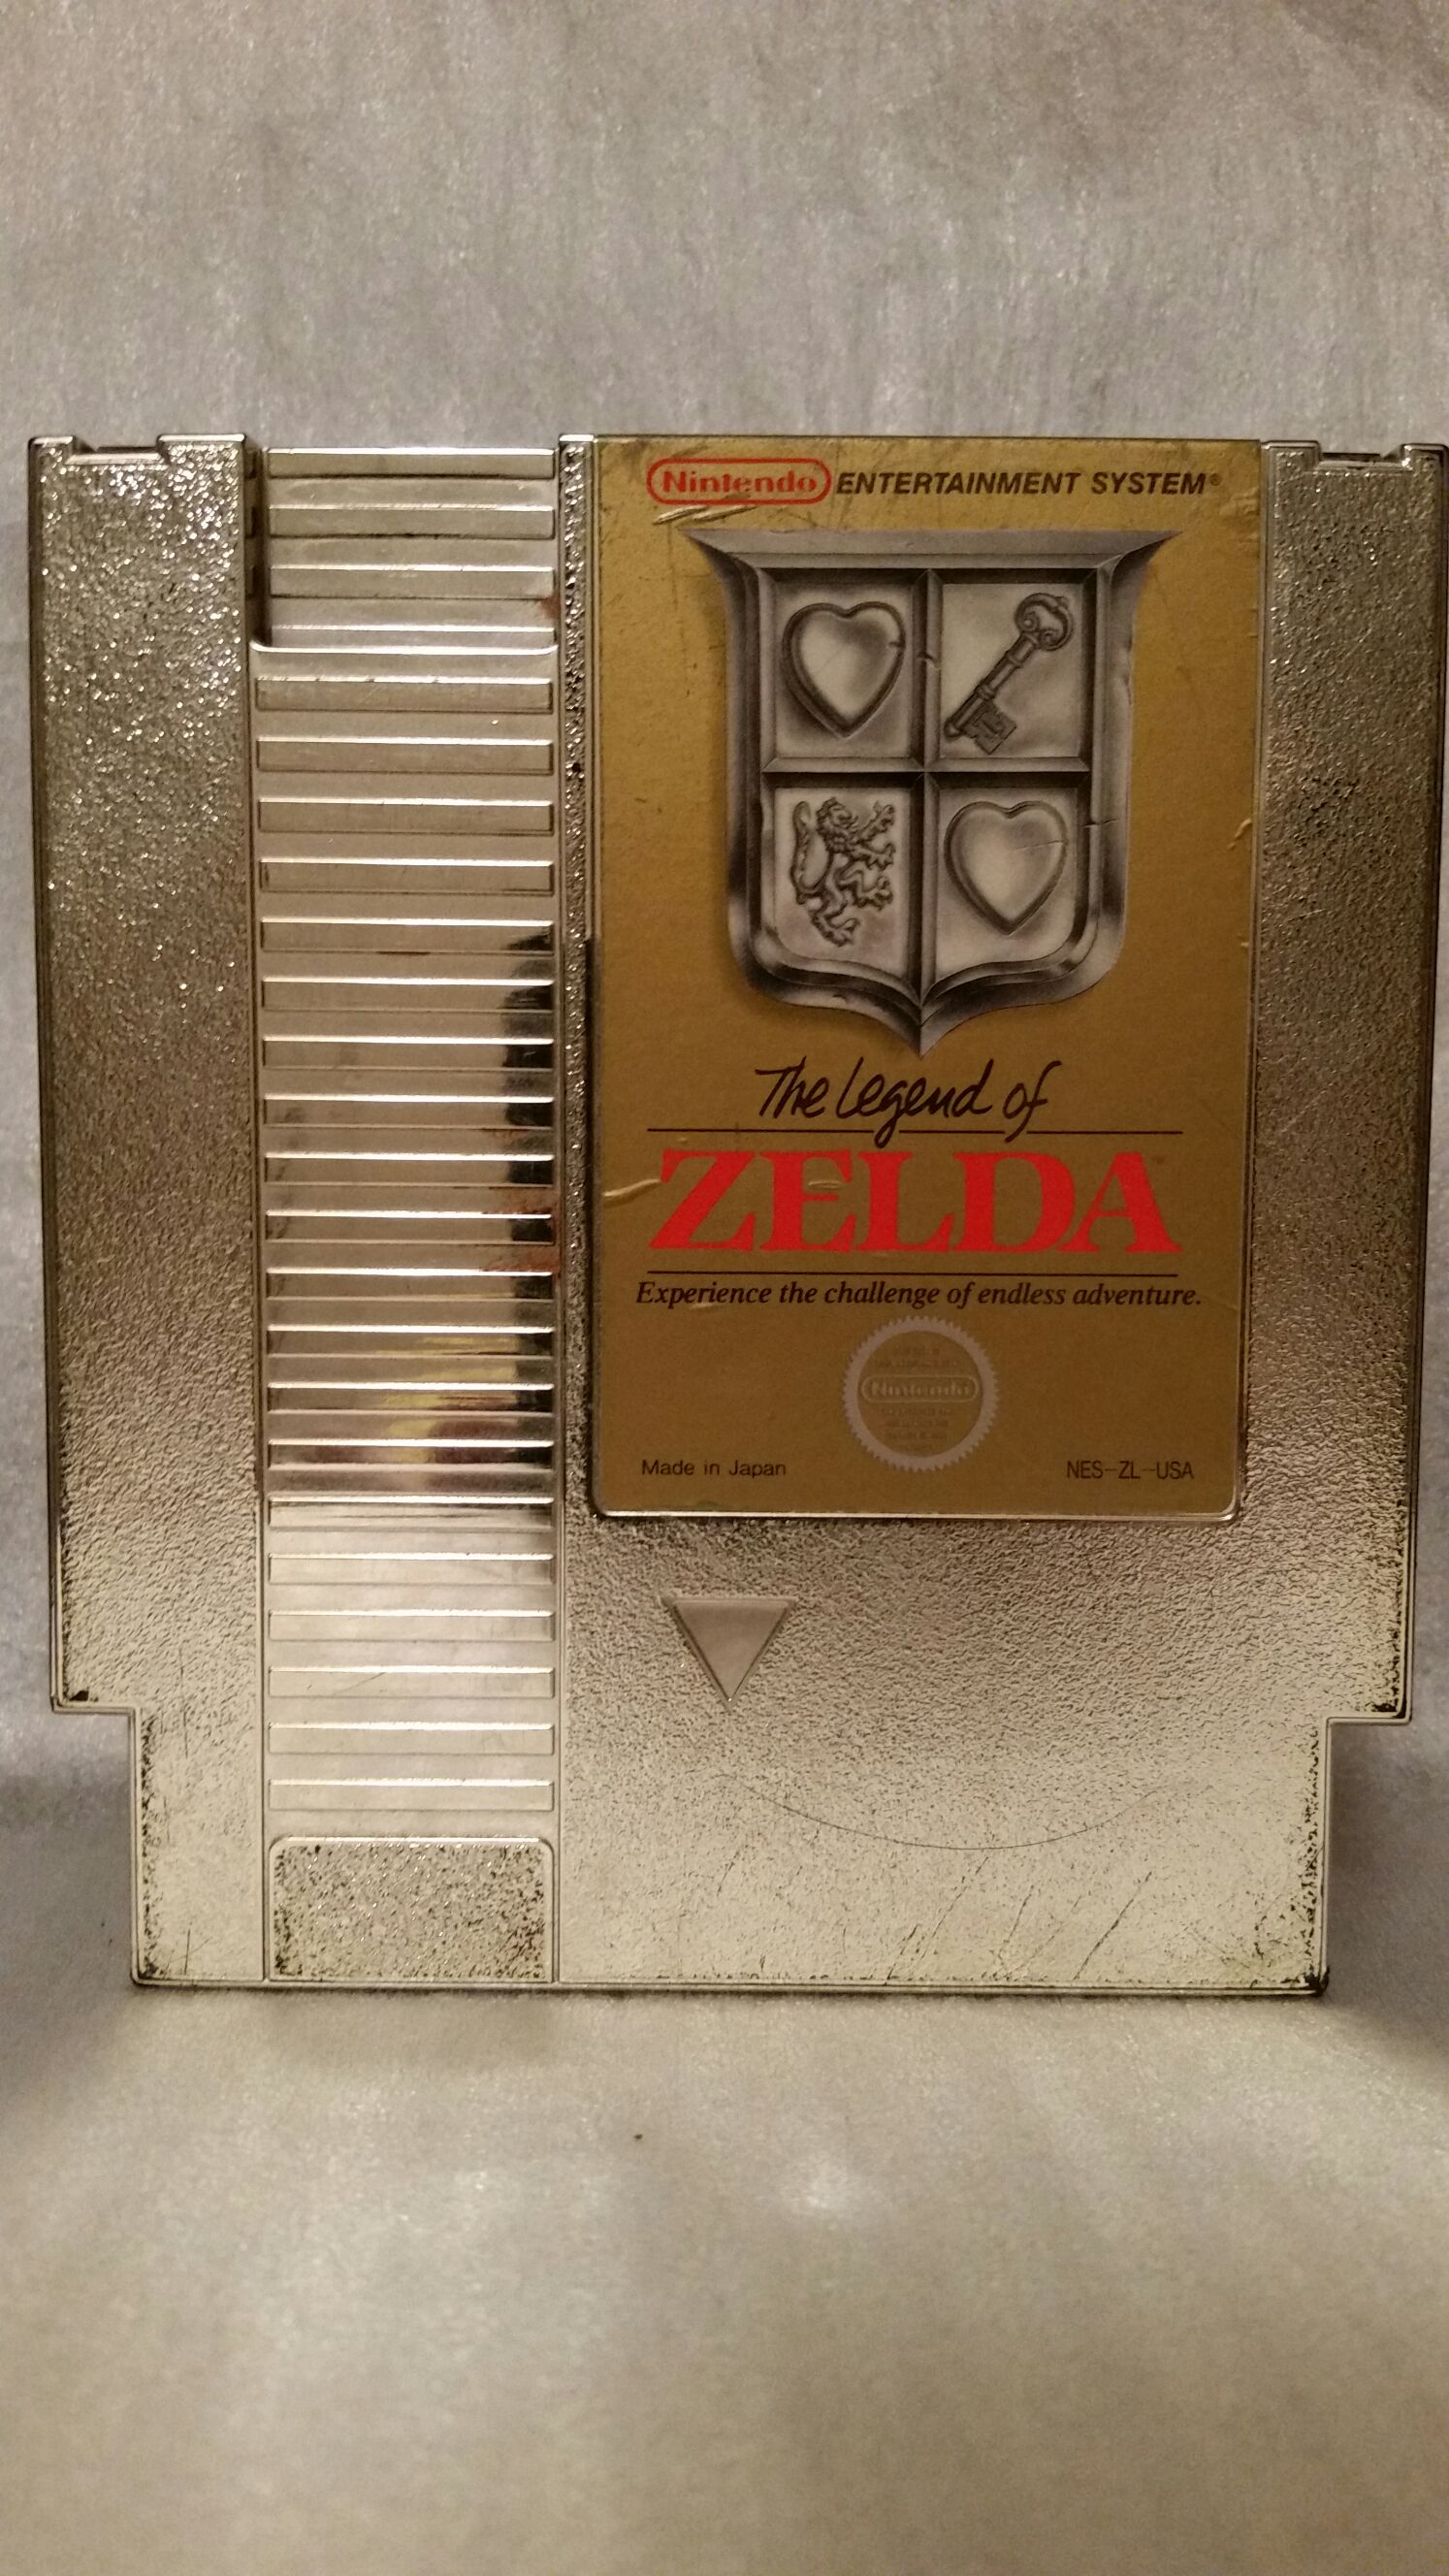 Nintendo ENTERTAINMENT SYSTEM®
The Legend of
ZELDA
Experience the challenge of endless adventure.
Nintendo
Made in Japan NES-ZL-USA